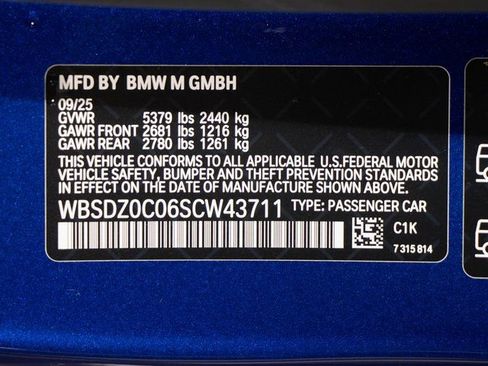 MFD BY BMW M GMBH
09/25
GVWR 5379 lbs 2440 kg
GAWR FRONT 2681 lbs 1216 kg
GAWR REAR 2780 lbs 1261 kg
THIS VEHICLE CONFORMS TO ALL APPLICABLE U.S.FEDERAL MOTOR
VEHICLE SAFETY, BUMPER AND THEFT PREVENTION
STANDARDS IN EFFECT ON THE DATE OF MANUFACTURE SHOWN ABOVE.
WBSDZ0C06SCW43711 TYPE: PASSENGER CAR
C1K
7 315 814